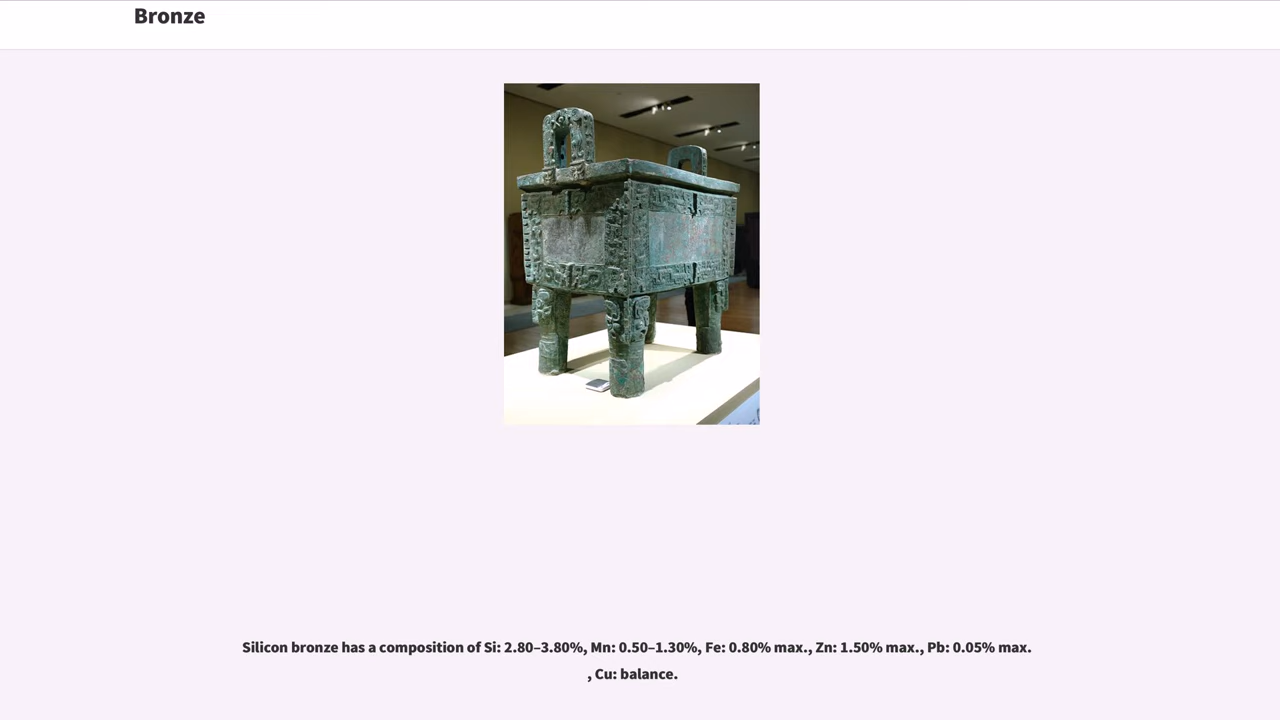 Bronze
Silicon bronze has a composition of Si: 2.80–3.80%, Mn: 0.50–1.30%, Fe: 0.80% max., Zn: 1.50% max., Pb: 0.05% max.
, Cu: balance.